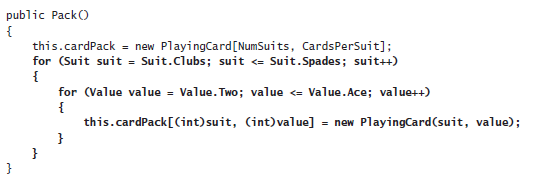 public Pack()
{
    this.cardPack = new PlayingCard[NumSuits, CardsPerSuit];
    for (Suit suit = Suit.Clubs; suit <= Suit.Spades; suit++)
    {
        for (Value value = Value.Two; value <= Value.Ace; value++)
        {
            this.cardPack[(int)suit, (int)value] = new PlayingCard(suit, value);
        }
    }
}